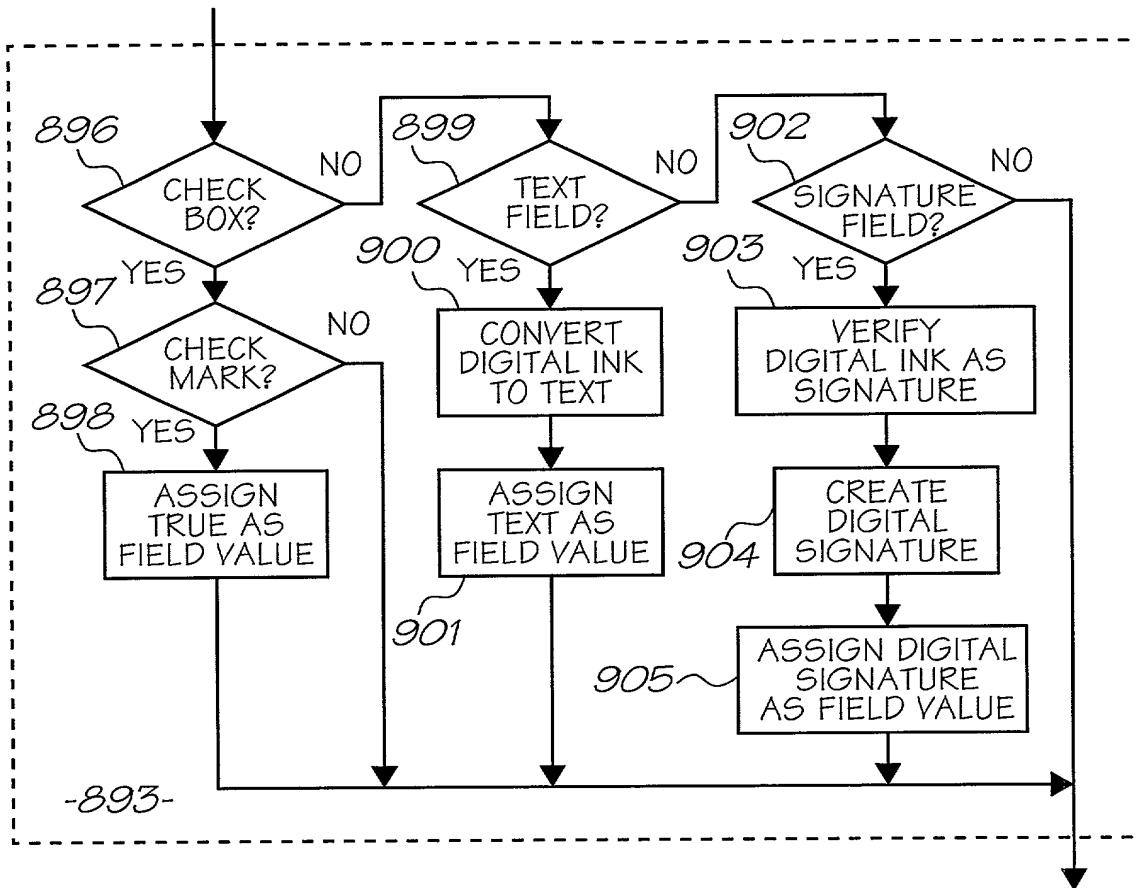 896
CHECK
BOX?
NO
YES
897
CHECK
MARK?
NO
YES
898
ASSIGN
TRUE AS
FIELD VALUE
899
TEXT
FIELD?
NO
YES
900
CONVERT
DIGITAL INK
TO TEXT
ASSIGN
TEXT AS
FIELD VALUE
901
902
SIGNATURE
FIELD?
NO
YES
903
VERIFY
DIGITAL INK AS
SIGNATURE
CREATE
DIGITAL
SIGNATURE
904
ASSIGN DIGITAL
SIGNATURE
AS FIELD VALUE
905
-893-